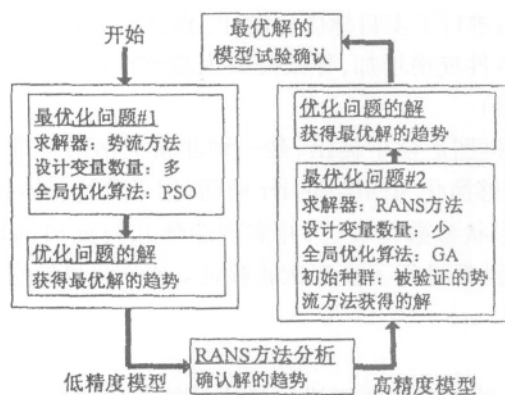 开始
最优化问题#1
求解器：势流方法
设计变量数量：多
全局优化算法：PSO
优化问题的解
获得最优解的趋势
低精度模型
RANS方法分析
确认解的趋势
高精度模型
最优化问题#2
求解器：RANS方法
设计变量数量：少
全局优化算法：GA
初始种群：被验证的势
流方法获得的解
优化问题的解
获得最优解的趋势
最优解的
模型试验确认